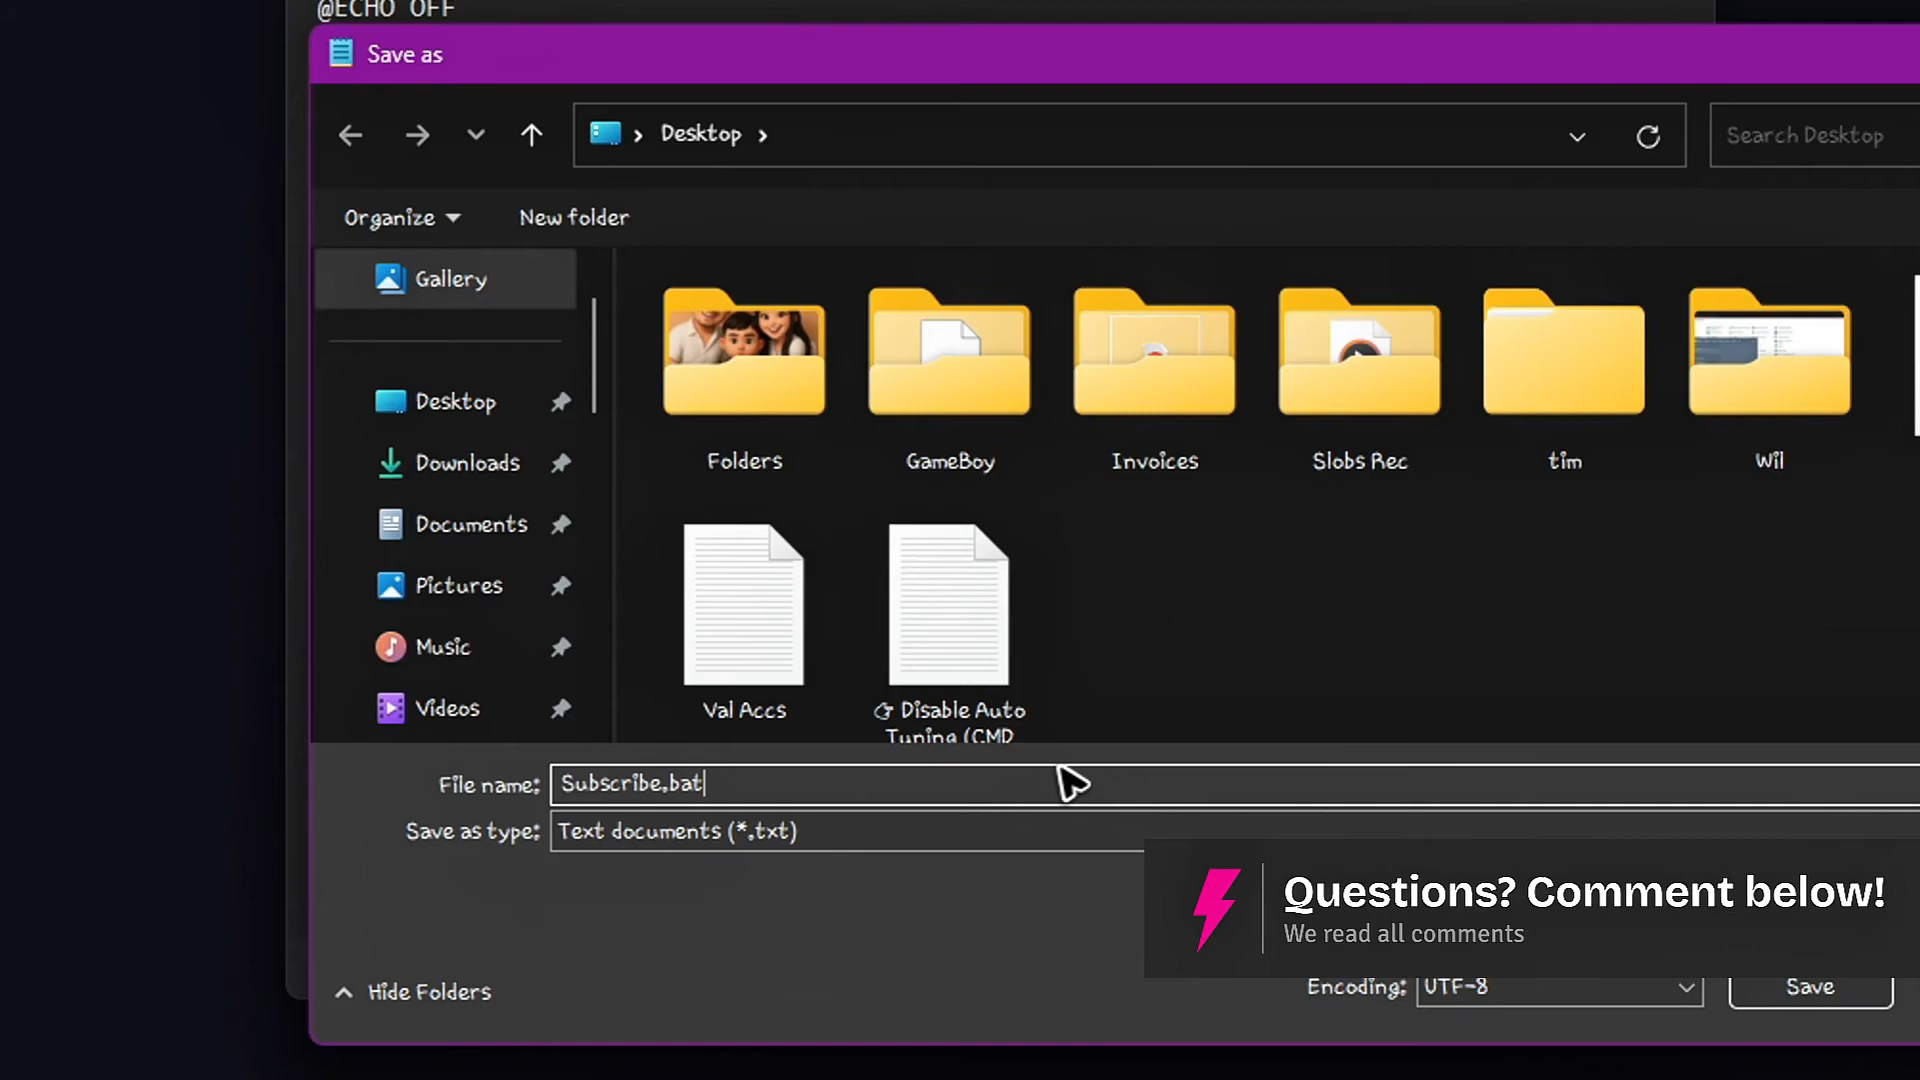 @ECHO OFF
Save as
Desktop
Search Desktop
Organize
New folder
Gallery
Desktop
Downloads
Documents
Pictures
Music
Videos
Folders
GameBoy
Invoices
Slobs Rec
tim
Wil
Val Accs
Disable Auto
Tuning (CMD
File name:
Subscribe.bat
Save as type:
Text documents (*.txt)
Questions? Comment below!
We read all comments
Hide Folders
Encoding:
UTF-8
Save